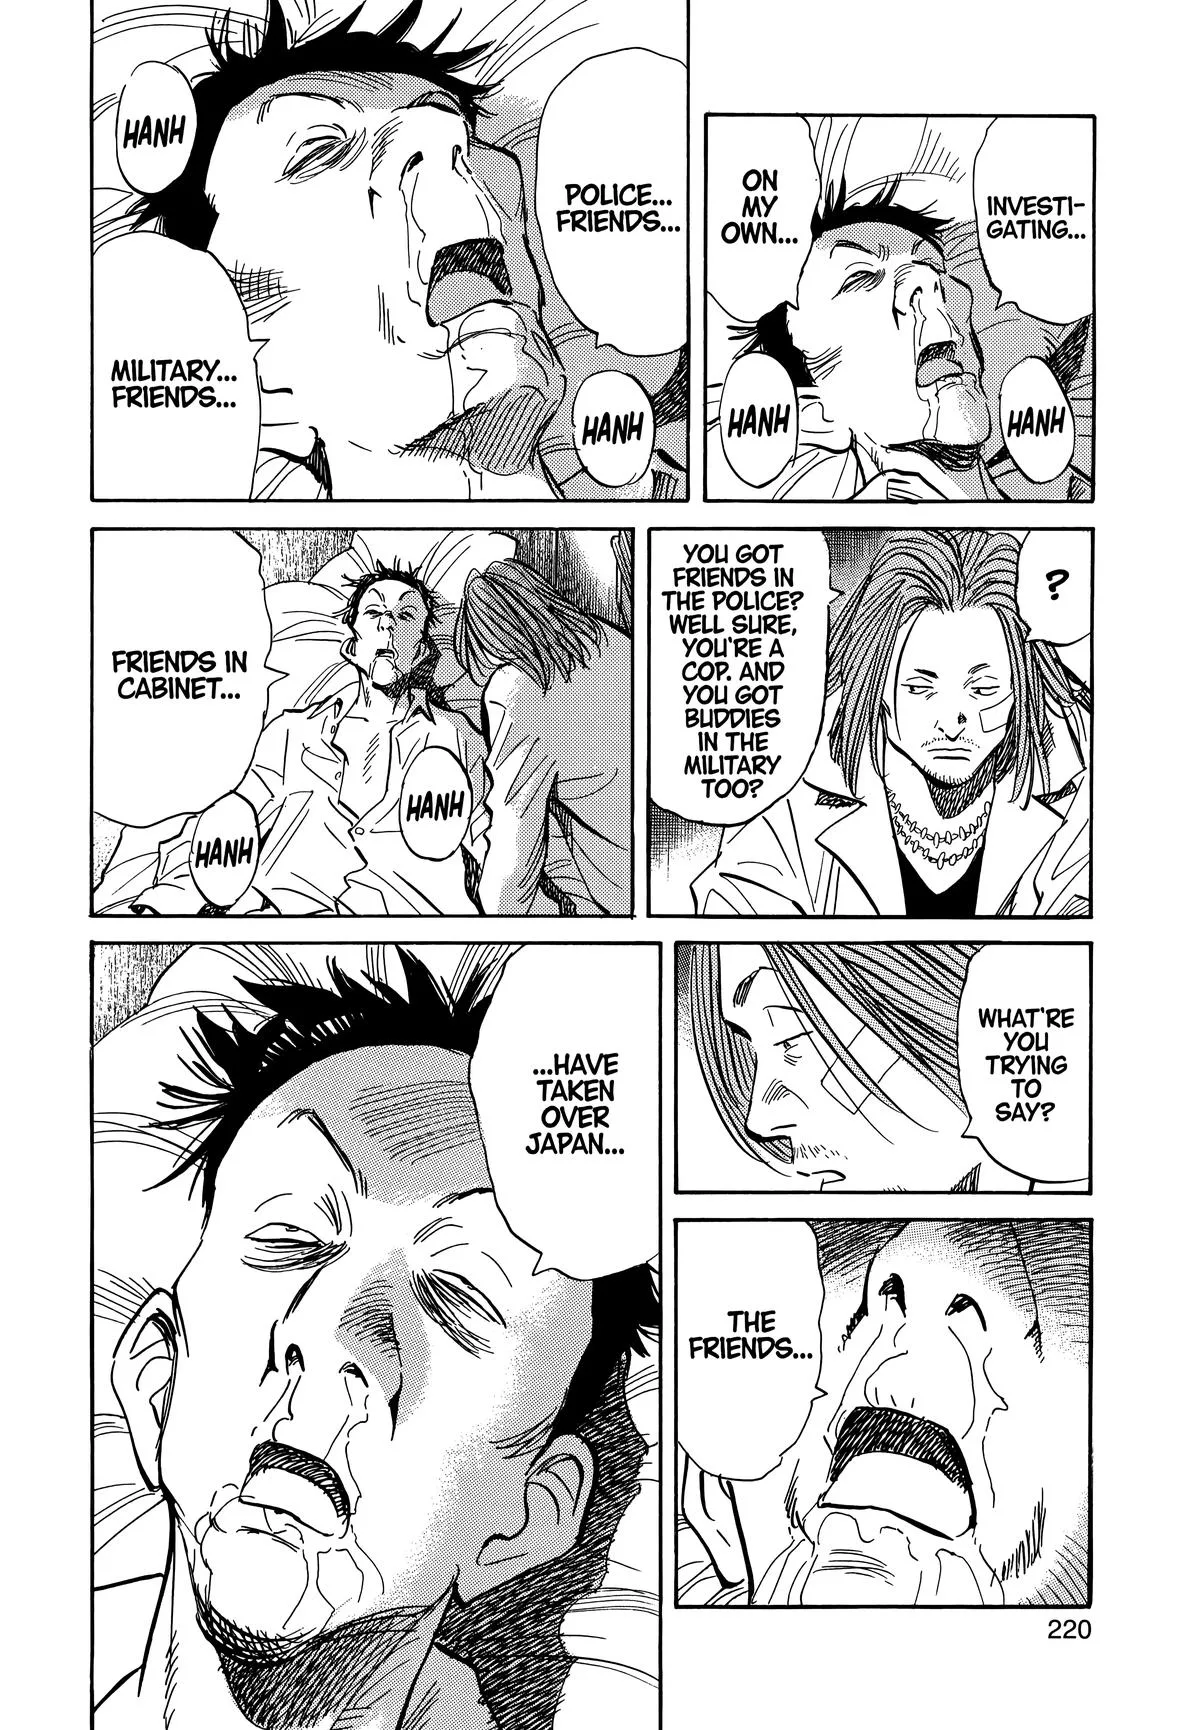 INVESTI-
GATING...
ON
MY
OWN...
HANH
HANH
POLICE...
FRIENDS...
HANH
HANH
MILITARY...
FRIENDS...
?
YOU GOT
FRIENDS IN
THE POLICE?
WELL SURE,
YOU'RE A
COP. AND
YOU GOT
BUDDIES
IN THE
MILITARY
TOO?
FRIENDS IN
CABINET...
HANH
HANH
WHAT'RE
YOU
TRYING
TO
SAY?
THE
FRIENDS...
...HAVE
TAKEN
OVER
JAPAN...
220